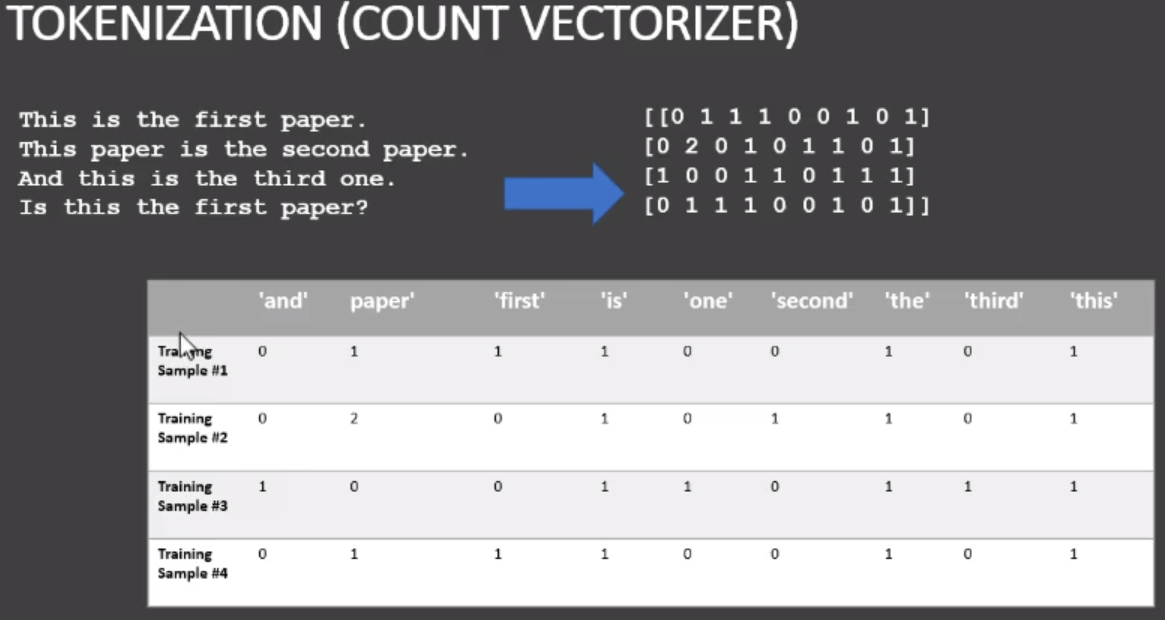 TOKENIZATION (COUNT VECTORIZER)
This is the first paper.
This paper is the second paper.
And this is the third one.
Is this the first paper?
[[0 1 1 1 0 0 1 0 1]
[0 2 0 1 0 1 1 0 1]
[1 0 0 1 1 0 1 1 1]
[0 1 1 1 0 0 1 0 1]]
'and' paper' 'first' 'is' 'one' 'second' 'the' 'third' 'this'
Training Sample #1 0 1 1 1 0 0 1 0 1
Training Sample #2 0 2 0 1 0 1 1 0 1
Training Sample #3 1 0 0 1 1 0 1 1 1
Training Sample #4 0 1 1 1 0 0 1 0 1